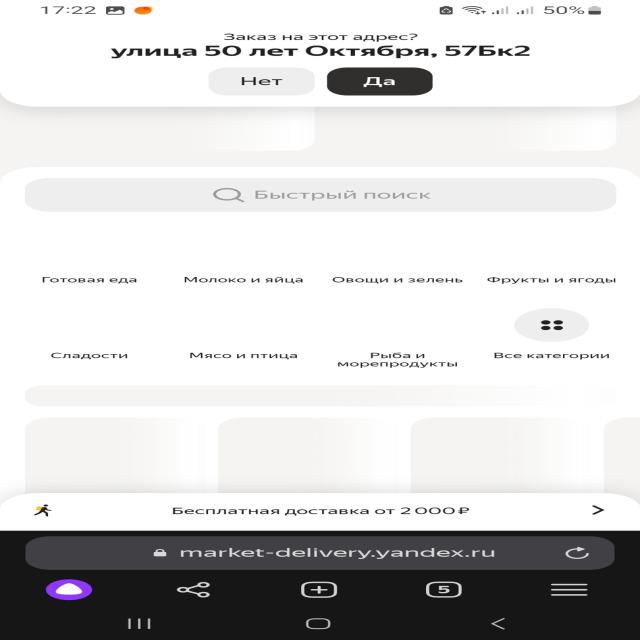 17:22
50%
Заказ на этот адрес?
улица 50 лет Октября, 57Бк2
Нет
Да
Быстрый поиск
Готовая еда
Молоко и яйца
Овощи и зелень
Фрукты и ягоды
Сладости
Мясо и птица
Рыба и
морепродукты
Все категории
Бесплатная доставка от 2 000 ₽
market-delivery.yandex.ru
5